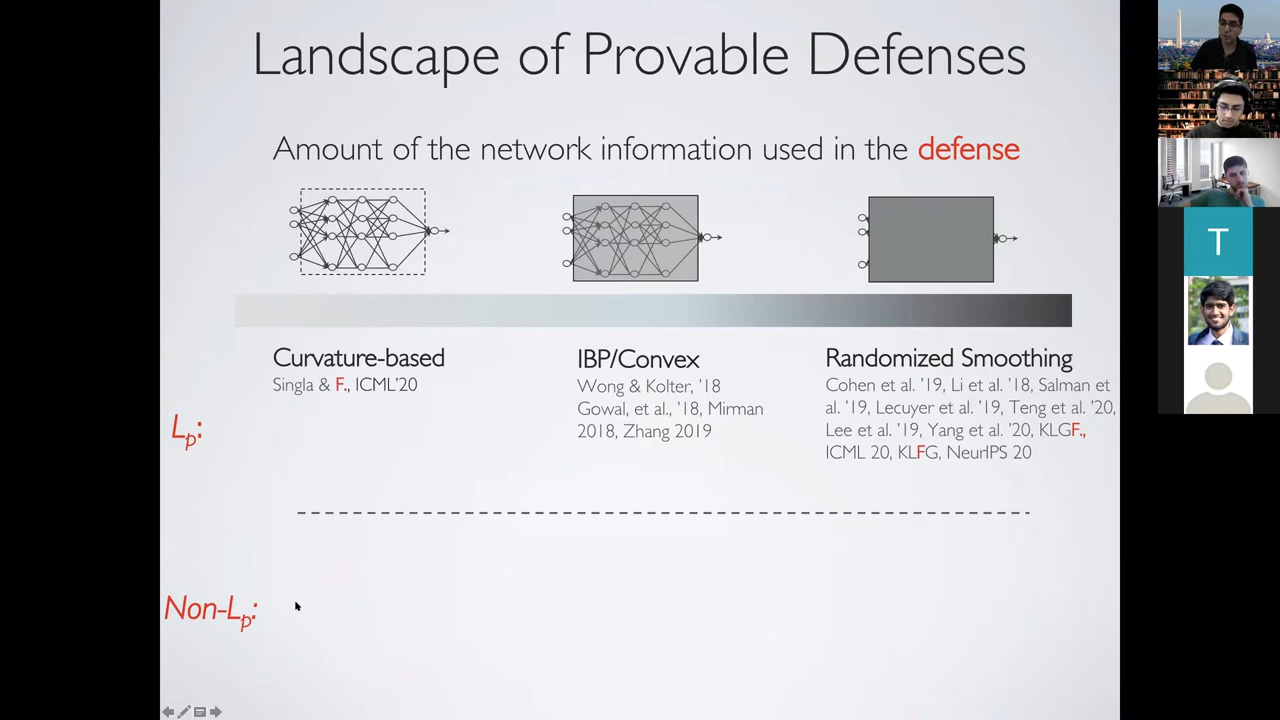 Landscape of Provable Defenses
Amount of the network information used in the defense
Curvature-based
Singla & F., ICML'20
IBP/Convex
Wong & Kolter, '18
Gowal, et al., '18, Mirman
2018, Zhang 2019
Randomized Smoothing
Cohen et al. '19, Li et al. '18, Salman et
al. '19, Lecuyer et al. '19, Teng et al. '20,
Lee et al. '19, Yang et al. '20, KLGF.,
ICML 20, KLFG, NeurIPS 20
Lp:
Non-Lp:
T